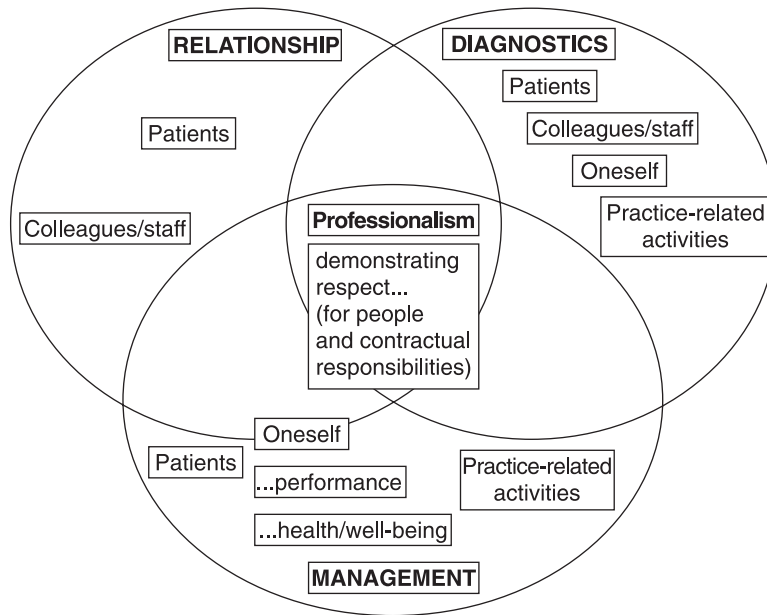 RELATIONSHIP
DIAGNOSTICS
Patients
Patients
Colleagues/staff
Oneself
Colleagues/staff
Practice-related
activities
Professionalism
demonstrating
respect...
(for people
and contractual
responsibilities)
Oneself
Patients
...performance
...health/well-being
Practice-related
activities
MANAGEMENT